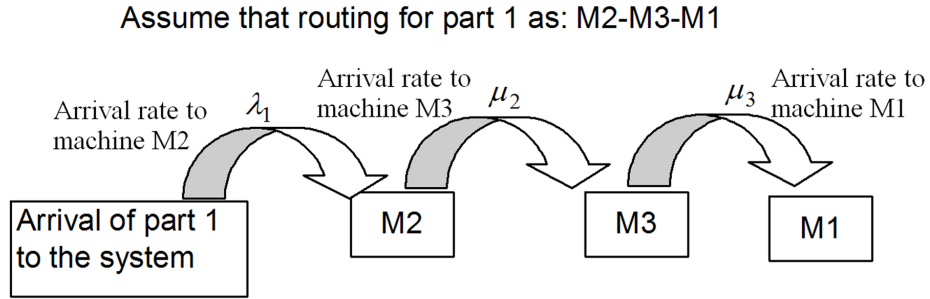 Assume that routing for part 1 as: M2-M3-M1
Arrival rate to
machine M2
λ1
Arrival rate to
machine M3
μ2
μ3
Arrival rate to
machine M1
Arrival of part 1
to the system
M2
M3
M1